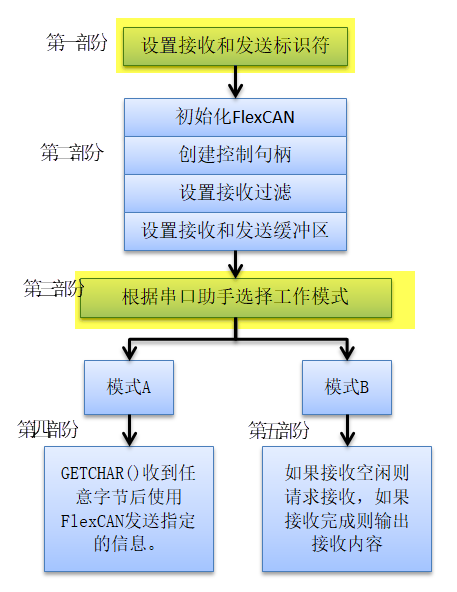 第一部分
设置接收和发送标识符
初始化FlexCAN
第二部分
创建控制句柄
设置接收过滤
设置接收和发送缓冲区
第三部分
根据串口助手选择工作模式
模式A
模式B
第四部分
第五部分
GETCHAR()收到任
意字节后使用
FlexCAN发送指定
的信息。
如果接收空闲则
请求接收，如果
接收完成则输出
接收内容